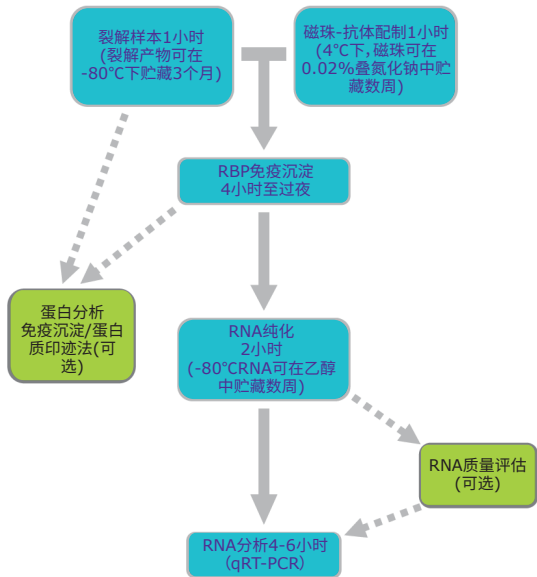 裂解样本1小时
(裂解产物可在
-80℃下贮藏3个月)
磁珠-抗体配制1小时
(4℃下,磁珠可在
0.02%叠氮化钠中贮
藏数周)
RBP免疫沉淀
4小时至过夜
蛋白分析
免疫沉淀/蛋白
质印迹法(可
选)
RNA纯化
2小时
(-80℃RNA可在乙醇
中贮藏数周)
RNA质量评估
(可选)
RNA分析4-6小时
(qRT-PCR)